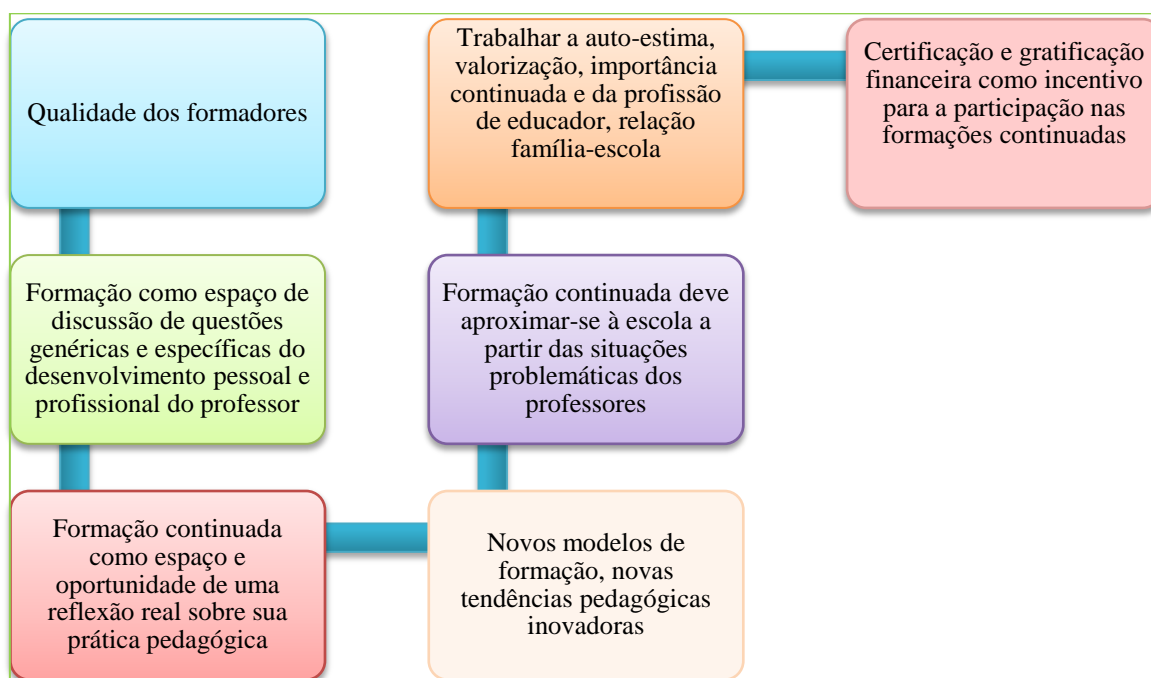 Qualidade dos formadores
Formação como espaço de
discussão de questões
genéricas e específicas do
desenvolvimento pessoal e
profissional do professor
Formação continuada
como espaço e
oportunidade de uma
reflexão real sobre sua
prática pedagógica
Novos modelos de
formação, novas
tendências pedagógicas
inovadoras
Formação continuada deve
aproximar-se à escola a
partir das situações
problemáticas dos
professores
Trabalhar a auto-estima,
valorização, importância
continuada e da profissão
de educador, relação
família-escola
Certificação e gratificação
financeira como incentivo
para a participação nas
formações continuadas